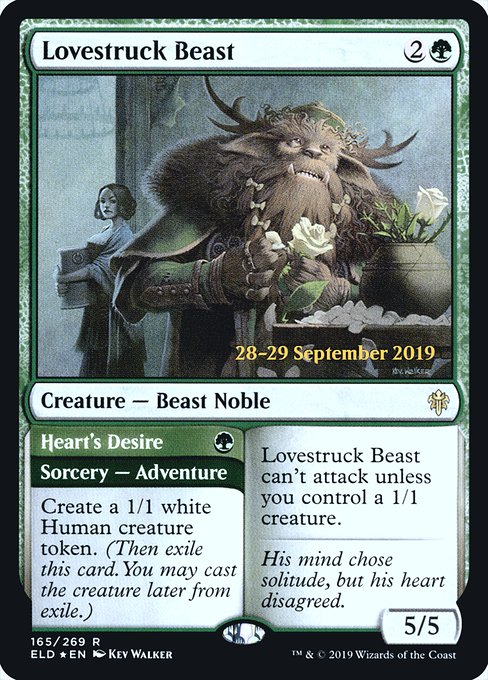 Lovestruck Beast 2
28-29 September 2019
KEV WALKER
Creature — Beast Noble
Heart's Desire
Sorcery — Adventure
Create a 1/1 white
Human creature
token. (Then exile
this card. You may cast
the creature later from
exile.)
Lovestruck Beast
can't attack unless
you control a 1/1
creature.
His mind chose
solitude, but his heart
disagreed.
5/5
165/269 R
ELD ★ EN Kev Walker
™ & © 2019 Wizards of the Coast